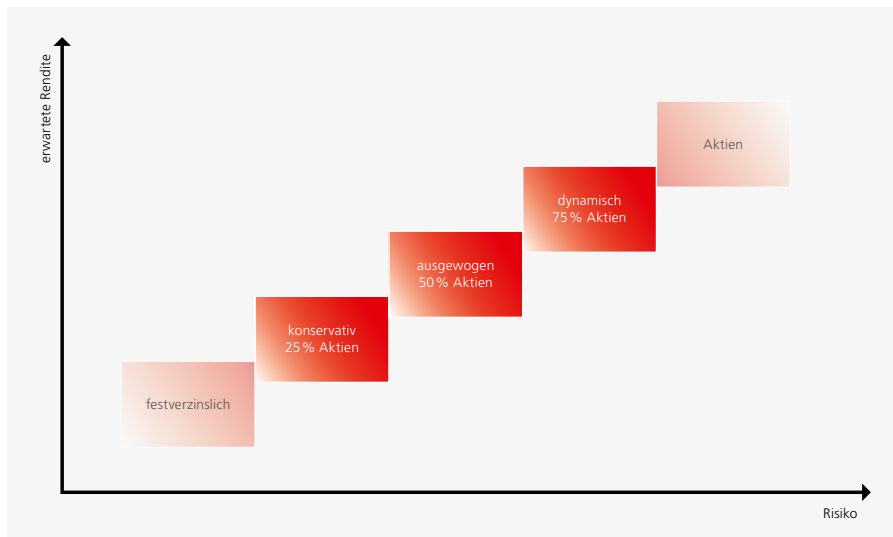 erwartete Rendite
Aktien
dynamisch
75 % Aktien
ausgewogen
50 % Aktien
konservativ
25 % Aktien
festverzinslich
Risiko